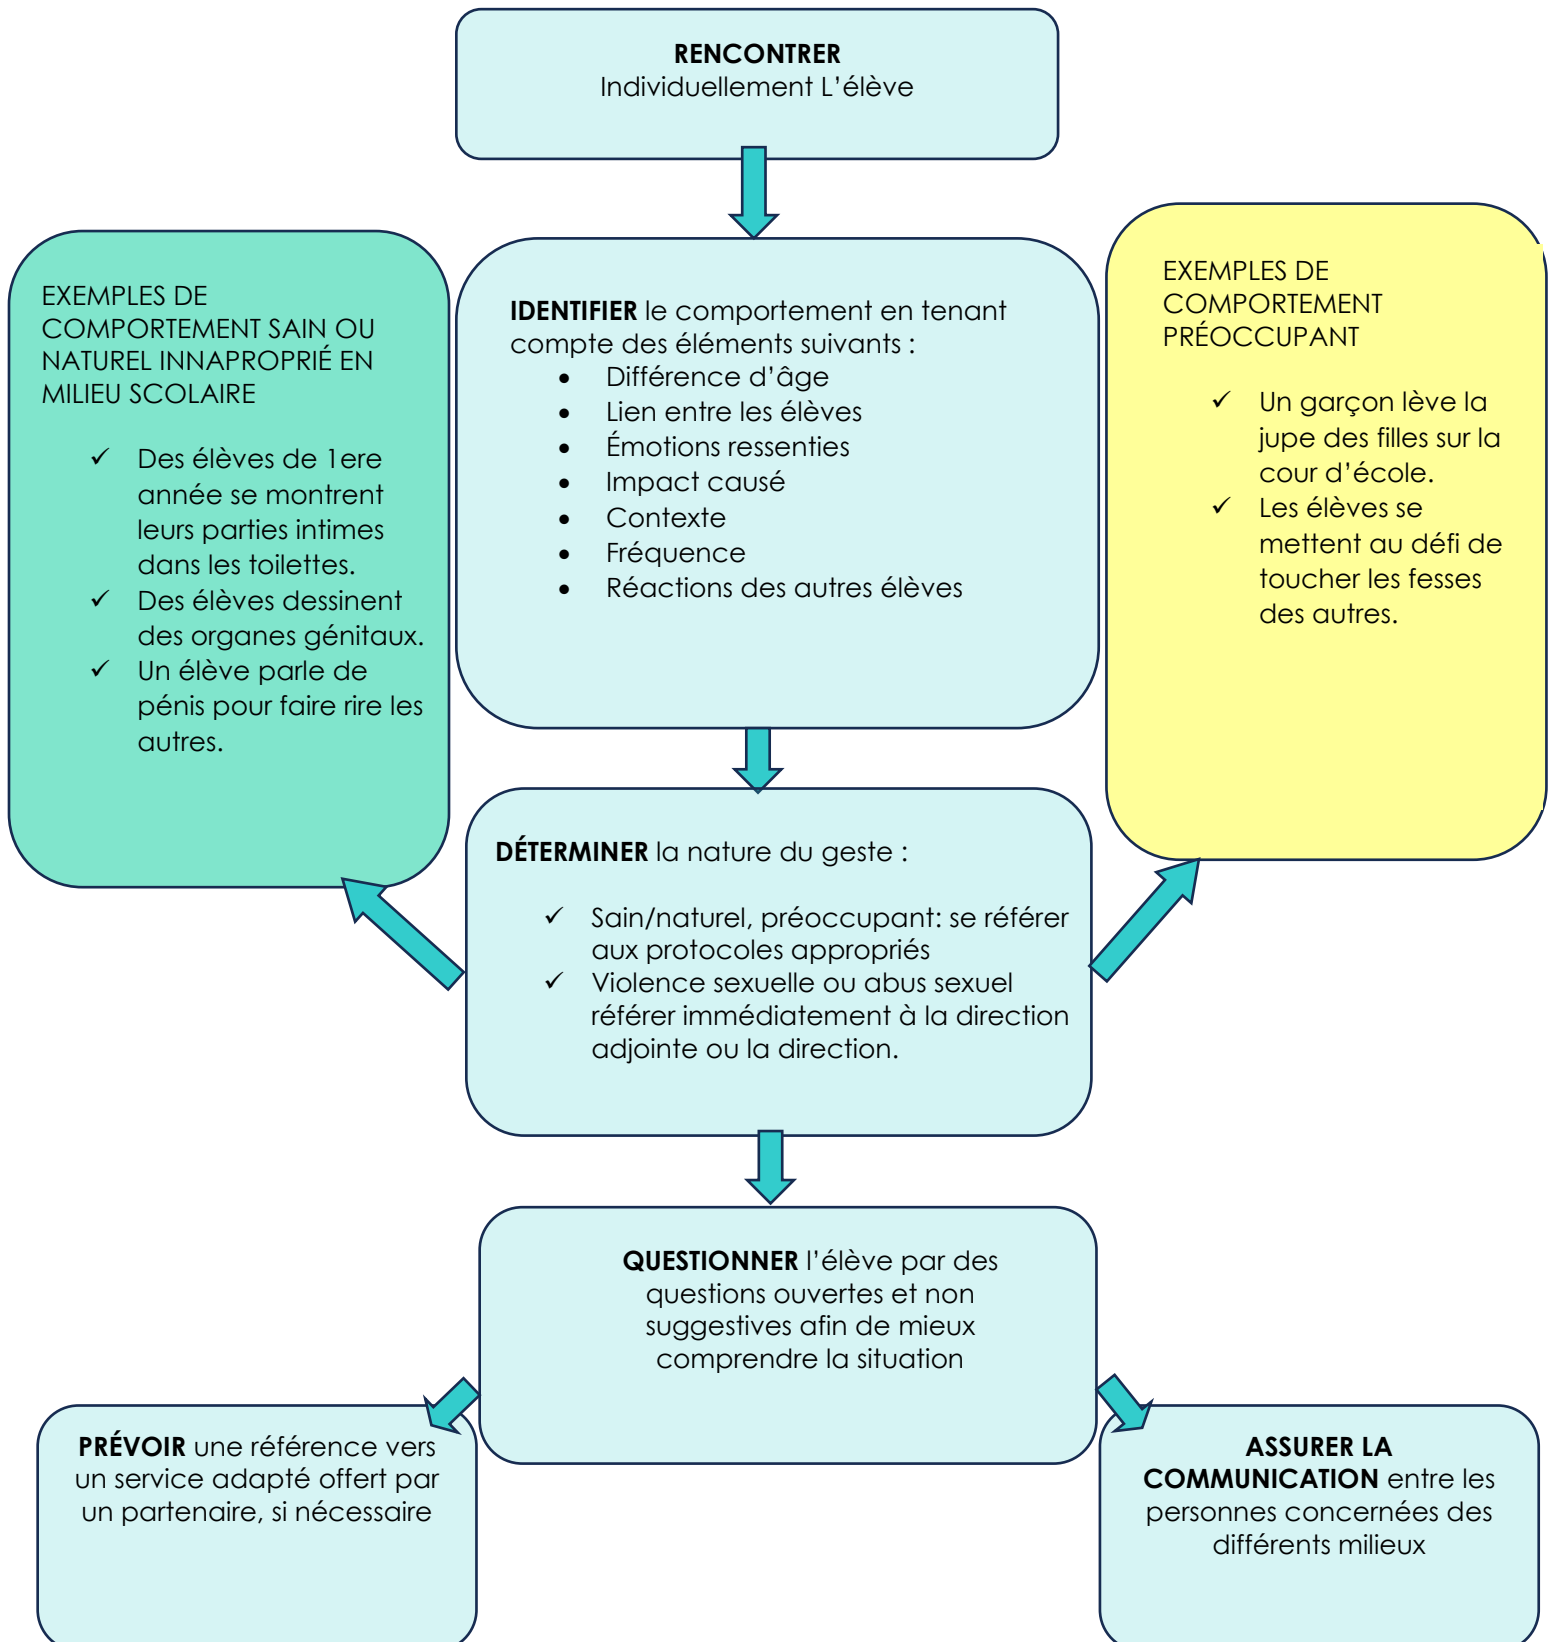 RENCONTRER
Individuellement L’élève
EXEMPLES DE
COMPORTEMENT SAIN OU
NATUREL INNAPROPRIÉ EN
MILIEU SCOLAIRE
✓ Des élèves de 1ere
année se montrent
leurs parties intimes
dans les toilettes.
✓ Des élèves dessinent
des organes génitaux.
✓ Un élève parle de
pénis pour faire rire les
autres.
IDENTIFIER le comportement en tenant
compte des éléments suivants :
• Différence d’âge
• Lien entre les élèves
• Émotions ressenties
• Impact causé
• Contexte
• Fréquence
• Réactions des autres élèves
EXEMPLES DE
COMPORTEMENT
PRÉOCCUPANT
✓ Un garçon lève la
jupe des filles sur la
cour d’école.
✓ Les élèves se
mettent au défi de
toucher les fesses
des autres.
DÉTERMINER la nature du geste :
✓ Sain/naturel, préoccupant: se référer
aux protocoles appropriés
✓ Violence sexuelle ou abus sexuel
référer immédiatement à la direction
adjointe ou la direction.
QUESTIONNER l’élève par des
questions ouvertes et non
suggestives afin de mieux
comprendre la situation
PRÉVOIR une référence vers
un service adapté offert par
un partenaire, si nécessaire
ASSURER LA
COMMUNICATION entre les
personnes concernées des
différents milieux